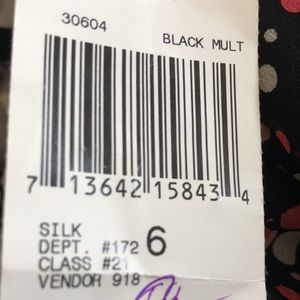 30604
BLACK MULT
7 13642 15843 4
SILK 6
DEPT. #172
CLASS #21
VENDOR 918